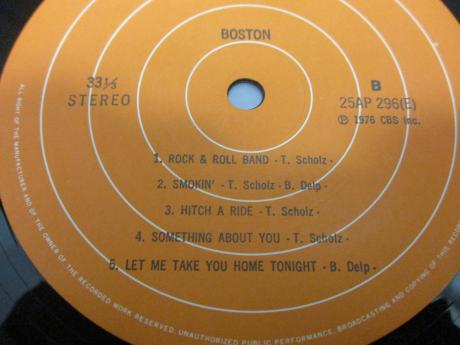 BOSTON
33⅓
STEREO
B
25AP 296(E)
℗ 1976 CBS Inc.
1. ROCK & ROLL BAND - T. Scholz -
2. SMOKIN' - T. Scholz - B. Delp -
3. HITCH A RIDE - T. Scholz -
4. SOMETHING ABOUT YOU - T. Scholz -
5. LET ME TAKE YOU HOME TONIGHT - B. Delp -
ALL RIGHT OF THE MANUFACTURER AND OF THE OWNER OF THE RECORDED WORK RESERVED, UNAUTHORIZED PUBLIC PERFORMANCE, BROADCASTING AND COPYING OF THIS